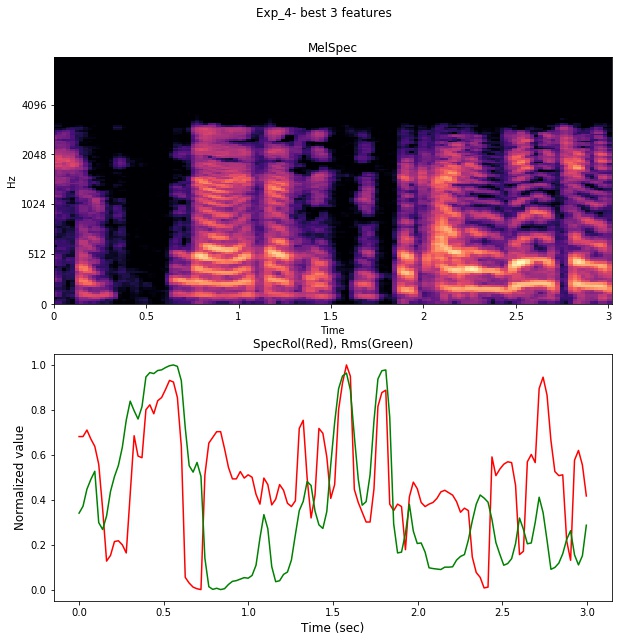 Exp_4- best 3 features
MelSpec
4096
2048
1024
512
0
Hz
0 0.5 1 1.5 2 2.5 3
Time
SpecRol(Red), Rms(Green)
1.0
0.8
0.6
0.4
0.2
0.0
Normalized value
0.0 0.5 1.0 1.5 2.0 2.5 3.0
Time (sec)